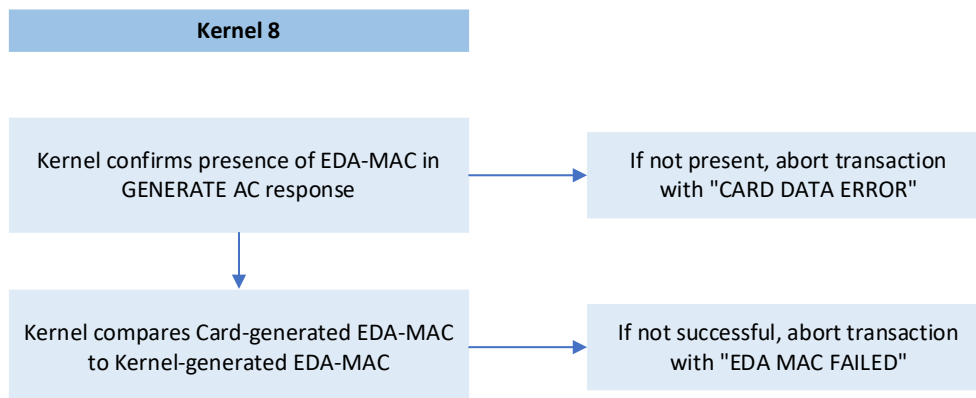 Kernel 8
Kernel confirms presence of EDA-MAC in
GENERATE AC response
If not present, abort transaction
with "CARD DATA ERROR"
Kernel compares Card-generated EDA-MAC
to Kernel-generated EDA-MAC
If not successful, abort transaction
with "EDA MAC FAILED"